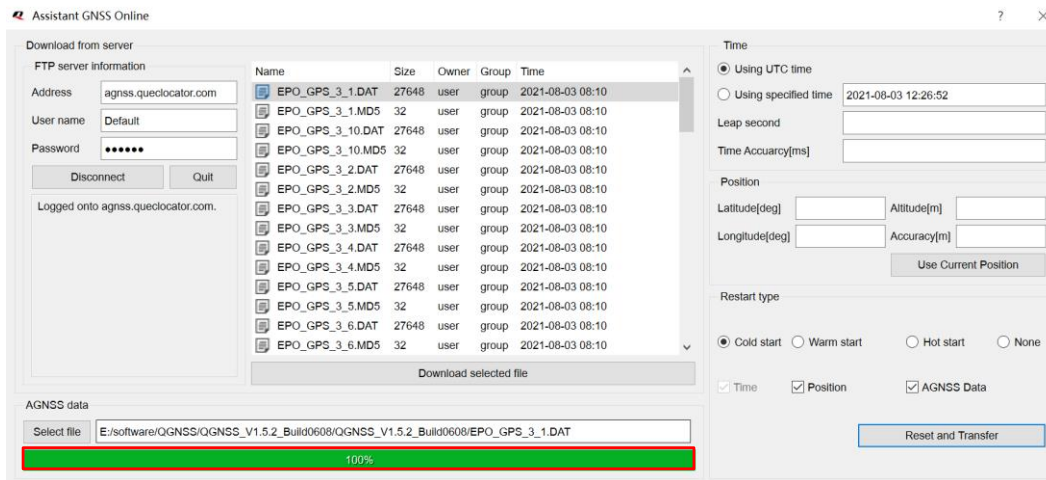 Assistant GNSS Online
?
Download from server
FTP server information
Address agnss.queclocator.com
User name Default
Password ●●●●●●
Disconnect Quit
Logged onto agnss.queclocator.com.
Name Size Owner Group Time
EPO_GPS_3_1.DAT 27648 user group 2021-08-03 08:10
EPO_GPS_3_1.MD5 32 user group 2021-08-03 08:10
EPO_GPS_3_10.DAT 27648 user group 2021-08-03 08:10
EPO_GPS_3_10.MD5 32 user group 2021-08-03 08:10
EPO_GPS_3_2.DAT 27648 user group 2021-08-03 08:10
EPO_GPS_3_2.MD5 32 user group 2021-08-03 08:10
EPO_GPS_3_3.DAT 27648 user group 2021-08-03 08:10
EPO_GPS_3_3.MD5 32 user group 2021-08-03 08:10
EPO_GPS_3_4.DAT 27648 user group 2021-08-03 08:10
EPO_GPS_3_4.MD5 32 user group 2021-08-03 08:10
EPO_GPS_3_5.DAT 27648 user group 2021-08-03 08:10
EPO_GPS_3_5.MD5 32 user group 2021-08-03 08:10
EPO_GPS_3_6.DAT 27648 user group 2021-08-03 08:10
EPO_GPS_3_6.MD5 32 user group 2021-08-03 08:10
Download selected file
AGNSS data
Select file E:/software/QGNSS/QGNSS_V1.5.2_Build0608/QGNSS_V1.5.2_Build0608/EPO_GPS_3_1.DAT
100%
Time
Using UTC time
Using specified time 2021-08-03 12:26:52
Leap second
Time Accuarcy[ms]
Position
Latitude[deg] Altitude[m]
Longitude[deg] Accuracy[m]
Use Current Position
Restart type
Cold start Warm start Hot start None
Time Position AGNSS Data
Reset and Transfer